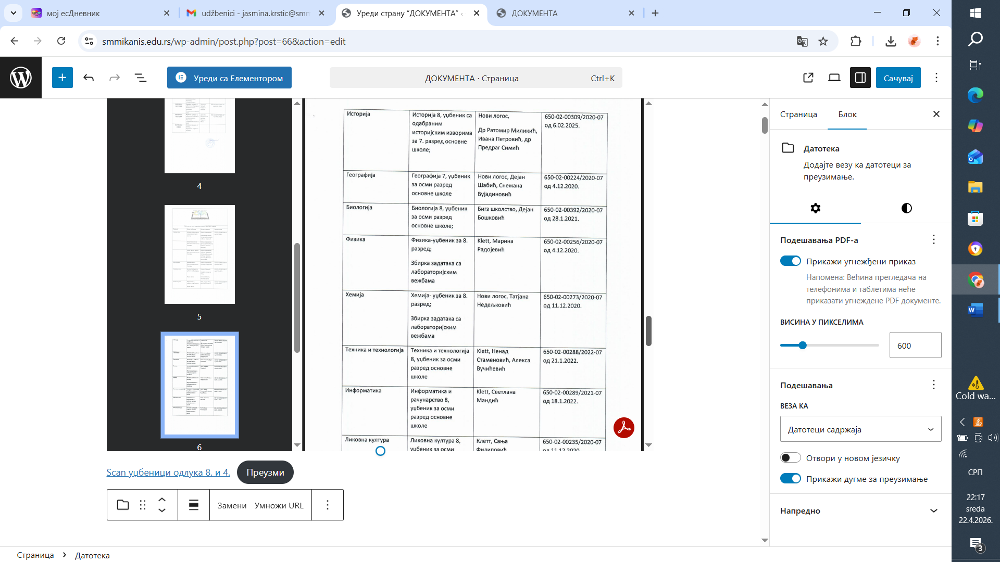 мој есДневник
udžbenici - jasmina.krstic@smm
Уреди страну “ДОКУМЕНТА” ‹
ДОКУМЕНТА
smmikanis.edu.rs/wp-admin/post.php?post=66&action=edit
Уреди са Елементором
ДОКУМЕНТА · Страница
Ctrl+K
Сачувај
4
5
6
Историја
Историја 8, уџбеник са
одабраним
историјским изворима
за 7. разред основне
школе;
Нови логос,
Др Ратомир Миликић,
Ивана Петровић, др
Предраг Симић
650-02-00309/2020-07
од 6.02.2025.
Географија
Географија 7, уџбеник
за осми разред
основне школе
Нови логос, Дејан
Шабић, Снежана
Вујадиновић
650-02-00224/2020-07
од 4.12.2020.
Биологија
Биологија 8, уџбеник
за осми разред
основне школе;
Бигз школство, Дејан
Бошковић
650-02-00392/2020-07
од 28.1.2021.
Физика
Физика-уџбеник за 8.
разред;
Збирка задатака са
лабораторијским
вежбама
Klett, Марина
Радојевић
650-02-00256/2020-07
од 4.12.2020.
Хемија
Хемија- уџбеник за 8.
разред;
Збирка задатака са
лабораторијским
вежбама
Нови логос, Татјана
Недељковић
650-02-00273/2020-07
од 11.12.2020.
Техника и технологија
Техника и технологија
8, уџбеник за осми
разред основне
школе
Klett, Ненад
Стаменовић, Алекса
Вучићевић
650-02-00288/2022-07
од 21.1.2022.
Информатика
Информатика и
рачунарство 8,
уџбеник за осми
разред основне
школе
Klett, Светлана
Мандић
650-02-00289/2021-07
од 18.1.2022.
Ликовна култура
Ликовна култура 8,
уџбеник за осми
Клетт, Сања
Филиповић
650-02-00235/2020-07
од 11.12.2020
Scan уџбеници одлука 8. и 4.
Преузми
Замени
Умножи URL
Страница
Датотека
Страница
Блок
Датотека
Додајте везу ка датотеци за
преузимање.
Подешавања PDF-а
Прикажи угнежђени приказ
Напомена: Већина прегледача на
телефонима и таблетима неће
приказати угнеждене PDF документе.
ВИСИНА У ПИКСЕЛИМА
600
Подешавања
ВЕЗА КА
Датотеци садржаја
Отвори у новом језичку
Прикажи дугме за преузимање
Напредно
Cold wa...
СРП
22:17
sreda
22.4.2026.
3